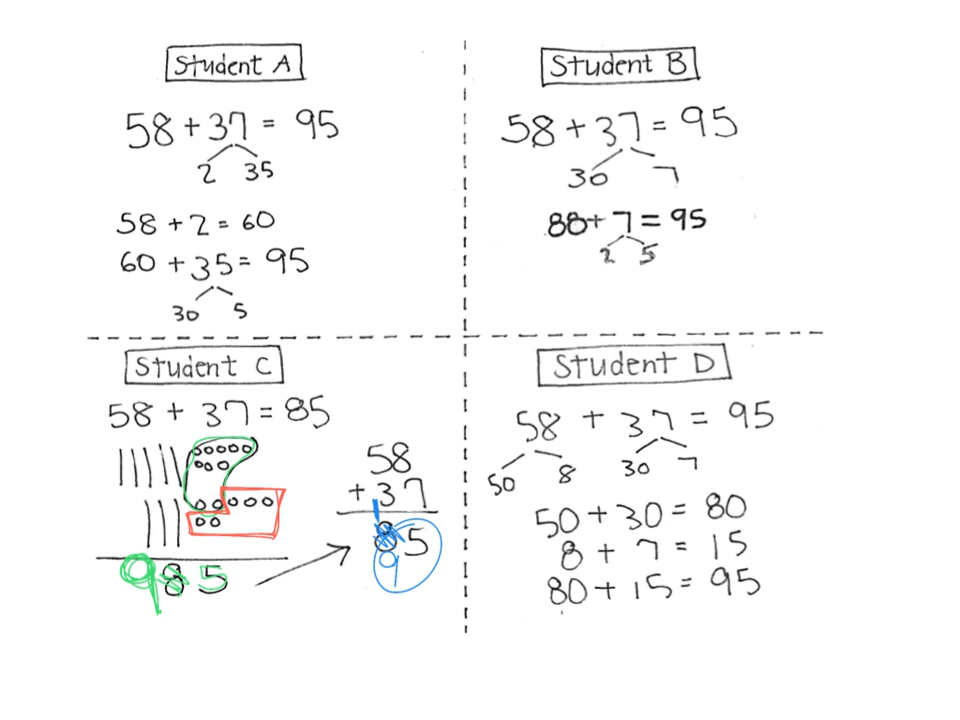 Student A
58 + 37 = 95
2 35
58 + 2 = 60
60 + 35 = 95
30 5
Student B
58 + 37 = 95
30 7
88 + 7 = 95
2 5
Student C
58 + 37 = 85
58
+ 37
85
9
985
Student D
58 + 37 = 95
50 8 30 7
50 + 30 = 80
8 + 7 = 15
80 + 15 = 95